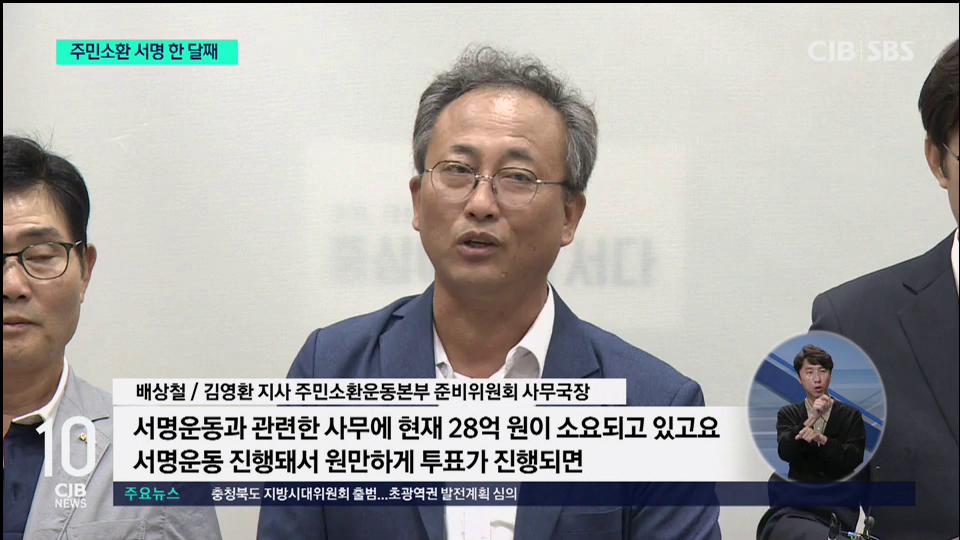 주민소환 서명 한 달째
CJB SBS
서다
배상철 / 김영환 지사 주민소환운동본부 준비위원회 사무국장
서명운동과 관련한 사무에 현재 28억 원이 소요되고 있고요
서명운동 진행돼서 원만하게 투표가 진행되면
10
CJB
NEWS
주요뉴스 충청북도 지방시대위원회 출범...초광역권 발전계획 심의